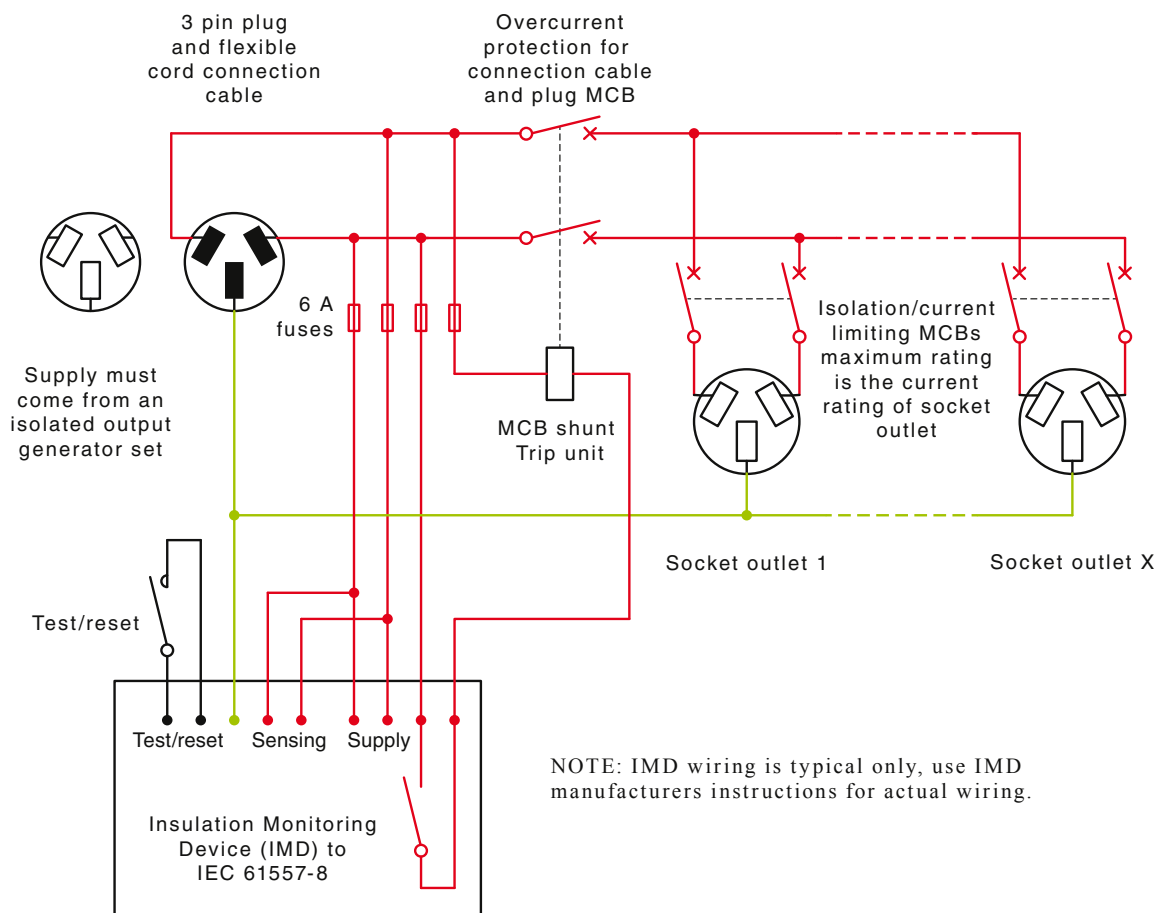 3 pin plug
and flexible
cord connection
cable
Overcurrent
protection for
connection cable
and plug MCB
6 A
fuses
Isolation/current
limiting MCBs
maximum rating
is the current
rating of socket
outlet
Supply must
come from an
isolated output
generator set
MCB shunt
Trip unit
Socket outlet 1
Socket outlet X
Test/reset
Test/reset
Sensing
Supply
NOTE: IMD wiring is typical only, use IMD
manufacturers instructions for actual wiring.
Insulation Monitoring
Device (IMD) to
IEC 61557-8